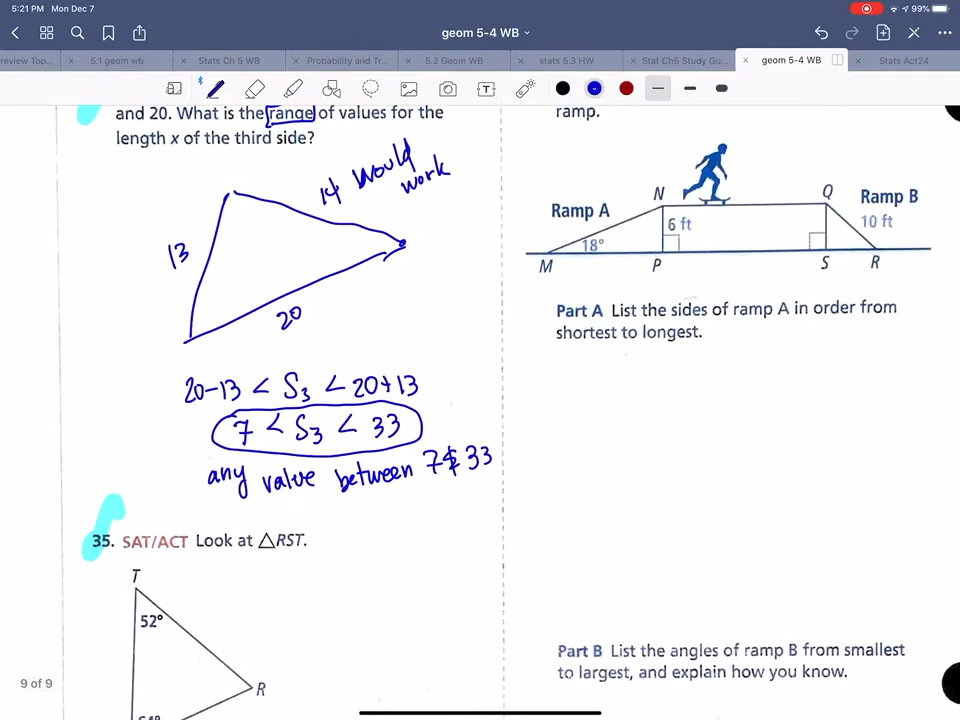 5:21 PM Mon Dec 7
99%
geom 5-4 WB
review Top...
5.1 geom wb
Stats Ch 5 WB
Probability and Tr...
5.2 Geom WB
stats 5.3 HW
Stat Ch5 Study Gu...
geom 5-4 WB
Stats Act24
and 20. What is the range of values for the
length x of the third side?
14 would
work
13
20
20-13 < S3 < 20+13
7 < S3 < 33
any value between 7 & 33
35. SAT/ACT Look at △RST.
T
52°
R
9 of 9
ramp.
N
Q
Ramp A
Ramp B
6 ft
10 ft
18°
M
P
S
R
Part A List the sides of ramp A in order from
shortest to longest.
Part B List the angles of ramp B from smallest
to largest, and explain how you know.